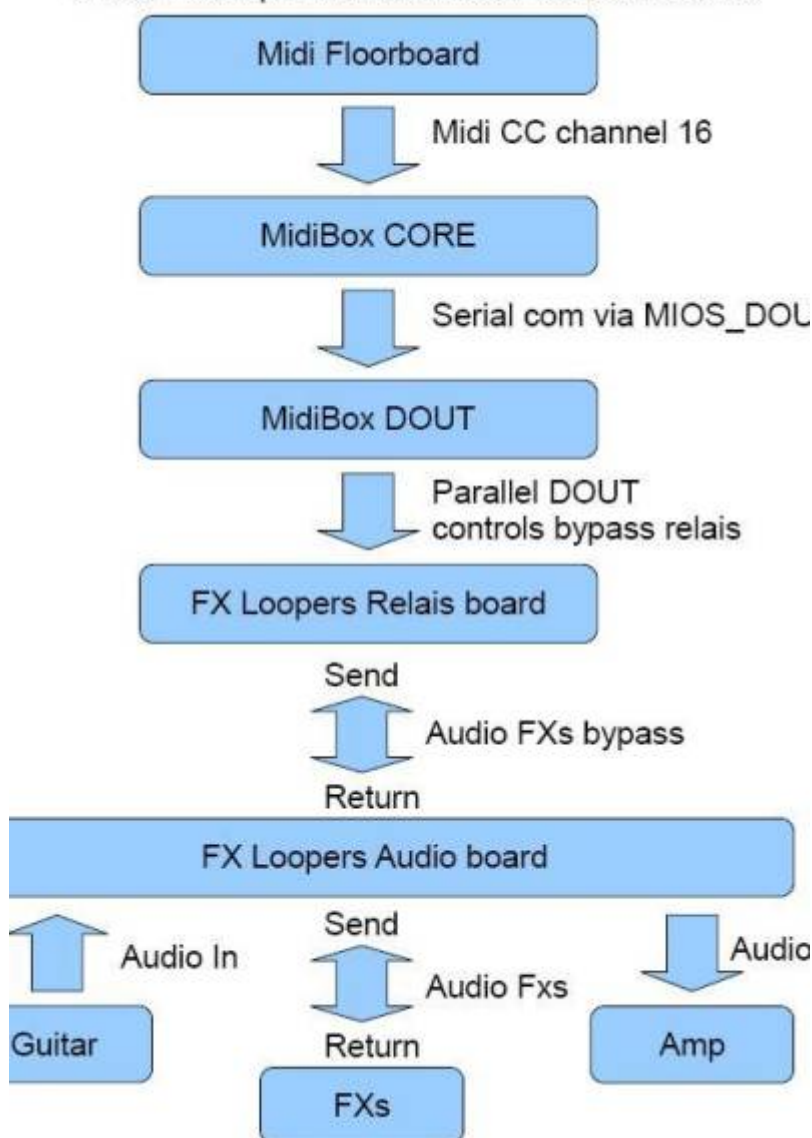 Midi Floorboard
Midi CC channel 16
MidiBox CORE
Serial com via MIOS_DOU
MidiBox DOUT
Parallel DOUT
controls bypass relais
FX Loopers Relais board
Send
Audio FXs bypass
Return
FX Loopers Audio board
Send
Audio In
Audio
Audio Fxs
Guitar
Return
Amp
FXs